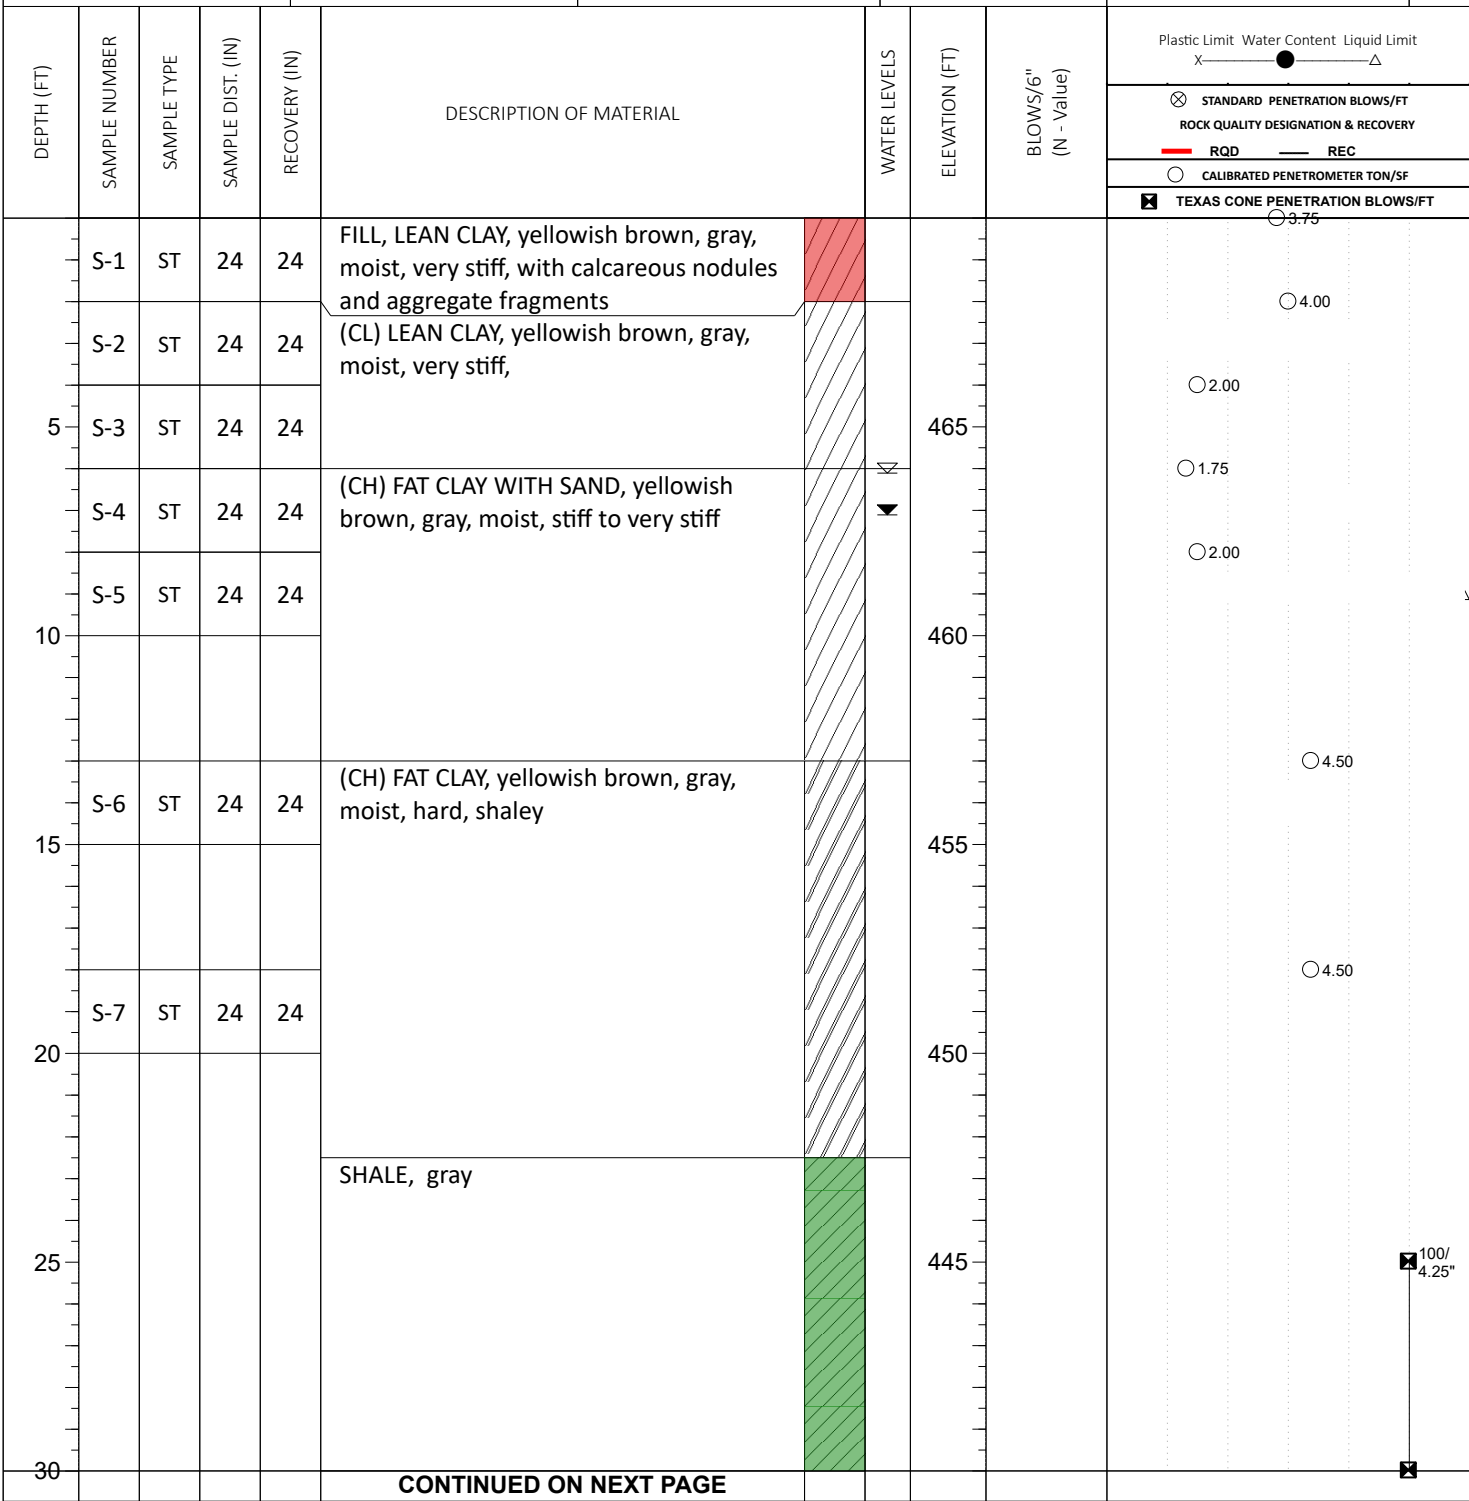 DEPTH (FT)
SAMPLE NUMBER
SAMPLE TYPE
SAMPLE DIST. (IN)
RECOVERY (IN)
DESCRIPTION OF MATERIAL
WATER LEVELS
ELEVATION (FT)
BLOWS/6"
(N - Value)
Plastic Limit Water Content Liquid Limit
X
STANDARD PENETRATION BLOWS/FT
ROCK QUALITY DESIGNATION & RECOVERY
RQD REC
CALIBRATED PENETROMETER TON/SF
TEXAS CONE PENETRATION BLOWS/FT
3.75
FILL, LEAN CLAY, yellowish brown, gray,
S-1 ST 24 24
moist, very stiff, with calcareous nodules
and aggregate fragments
4.00
(CL) LEAN CLAY, yellowish brown, gray,
S-2 ST 24 24
moist, very stiff,
2.00
5 S-3 ST 24 24 465
1.75
(CH) FAT CLAY WITH SAND, yellowish
S-4 ST 24 24
brown, gray, moist, stiff to very stiff
2.00
S-5 ST 24 24
10 460
4.50
(CH) FAT CLAY, yellowish brown, gray,
S-6 ST 24 24
moist, hard, shaley
15 455
4.50
S-7 ST 24 24
20 450
SHALE, gray
25 445
100/
4.25"
30
CONTINUED ON NEXT PAGE